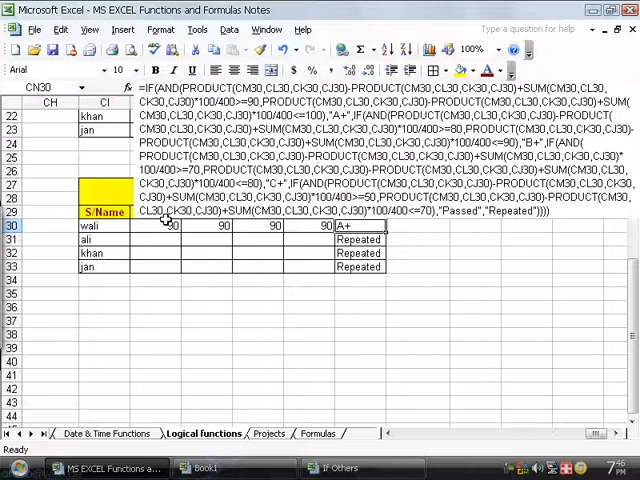 Microsoft Excel - MS EXCEL Functions and Formulas Notes
File Edit View Insert Format Tools Data Window Help
Type a question for help
100%
Arial 10 B I U $ %
CN30
=IF(AND(PRODUCT(CM30,CL30,CK30,CJ30)-PRODUCT(CM30,CL30,CK30,CJ30)+SUM(CM30,CL30,
CK30,CJ30)*100/400>=90,PRODUCT(CM30,CL30,CK30,CJ30)-PRODUCT(CM30,CL30,CK30,CJ30)+SUM(
CM30,CL30,CK30,CJ30)*100/400<=100),"A+",IF(AND(PRODUCT(CM30,CL30,CK30,CJ30)-PRODUCT(
CM30,CL30,CK30,CJ30)+SUM(CM30,CL30,CK30,CJ30)*100/400>=80,PRODUCT(CM30,CL30,CK30,
CJ30)-PRODUCT(CM30,CL30,CK30,CJ30)+SUM(CM30,CL30,CK30,CJ30)*100/400<=90),"B+",IF(AND(
PRODUCT(CM30,CL30,CK30,CJ30)-PRODUCT(CM30,CL30,CK30,CJ30)+SUM(CM30,CL30,CK30,CJ30)*
100/400>=70,PRODUCT(CM30,CL30,CK30,CJ30)-PRODUCT(CM30,CL30,CK30,CJ30)+SUM(CM30,CL30,
CK30,CJ30)*100/400<=80),"C+",IF(AND(PRODUCT(CM30,CL30,CK30,CJ30)-PRODUCT(CM30,CL30,CK30,
CJ30)+SUM(CM30,CL30,CK30,CJ30)*100/400>=50,PRODUCT(CM30,CL30,CK30,CJ30)-PRODUCT(CM30,
CL30,CK30,CJ30)+SUM(CM30,CL30,CK30,CJ30)*100/400<=70),"Passed","Repeated"))))
CH CI
22 khan
23 jan
24
25
26
27
28
29 S/Name
30 wali 90 90 90 90 A+
31 ali Repeated
32 khan Repeated
33 jan Repeated
34
35
36
37
38
39
40
41
42
43
44
Date & Time Functions Logical functions Projects Formulas
Ready
start MS EXCEL Functions a... Book1 If Others 7:46 PM